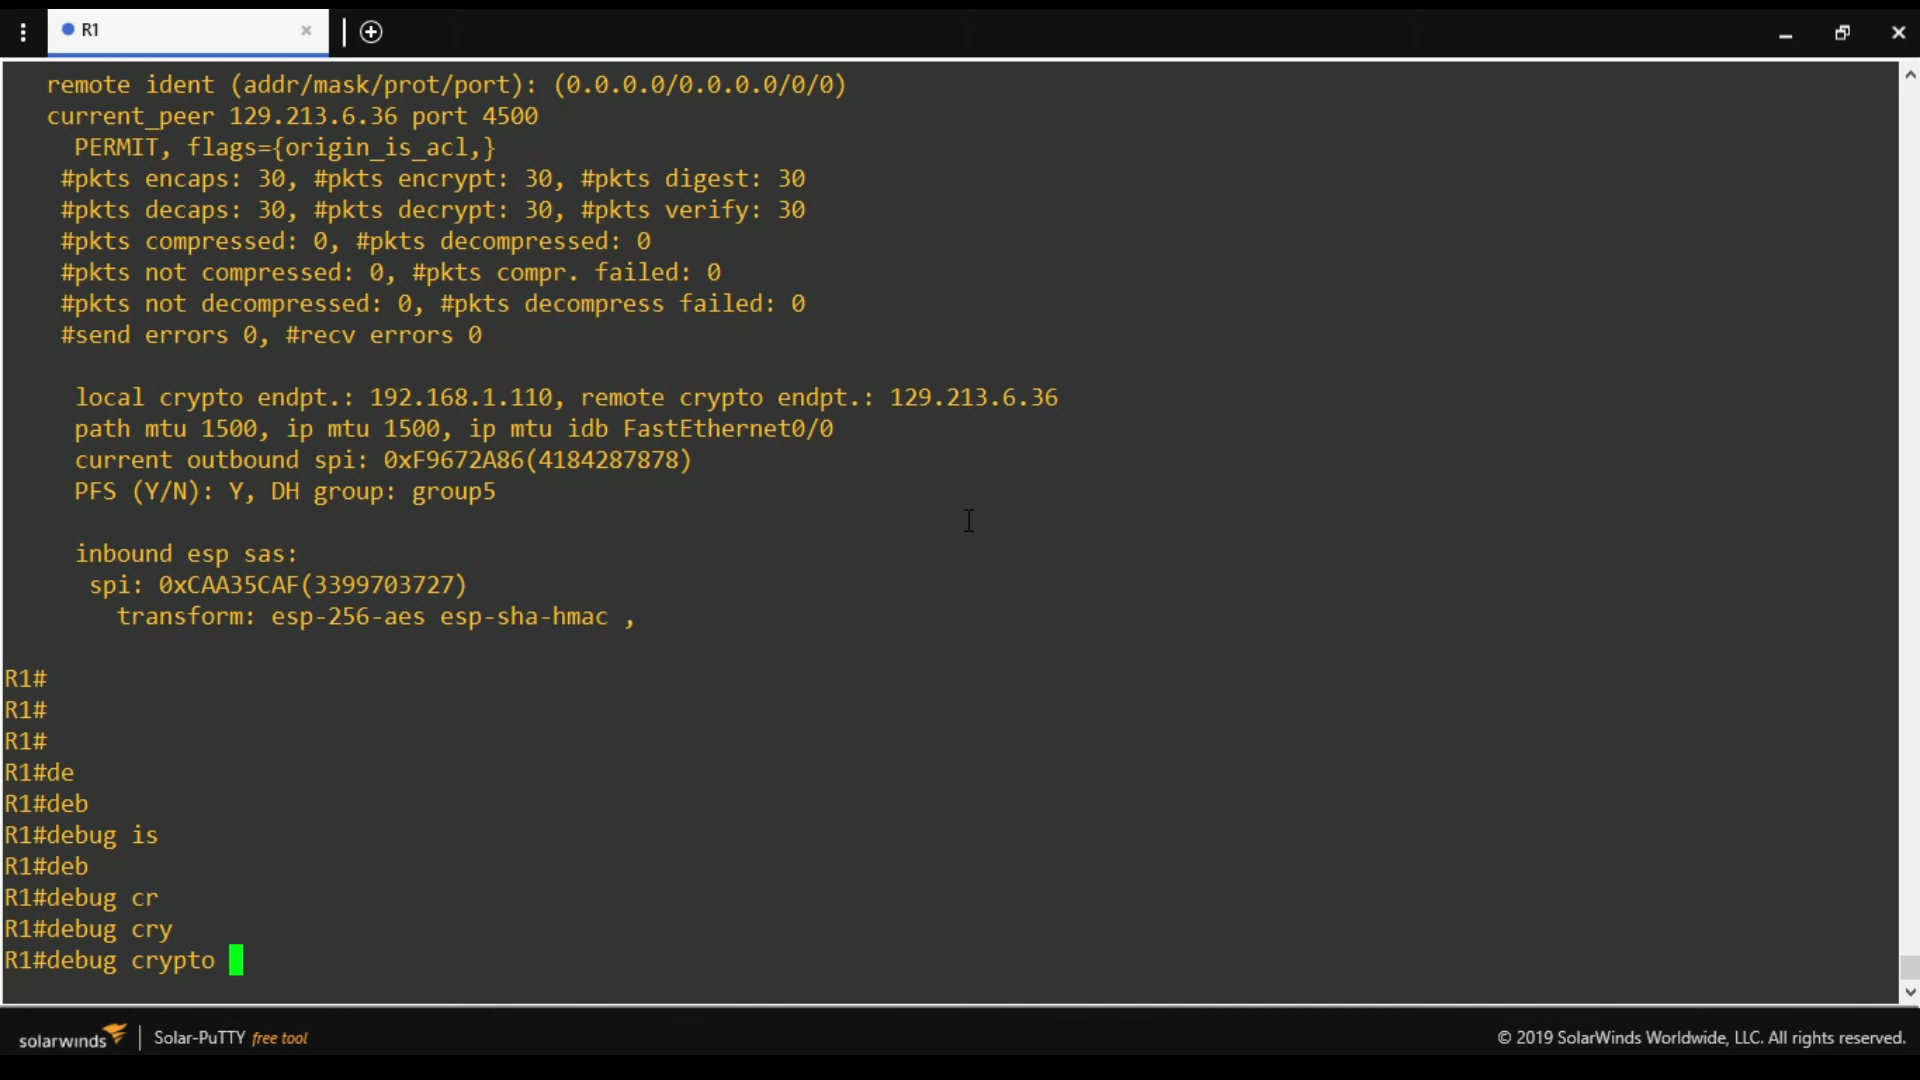 R1
remote ident (addr/mask/prot/port): (0.0.0.0/0.0.0.0/0/0)
current_peer 129.213.6.36 port 4500
PERMIT, flags={origin_is_acl,}
#pkts encaps: 30, #pkts encrypt: 30, #pkts digest: 30
#pkts decaps: 30, #pkts decrypt: 30, #pkts verify: 30
#pkts compressed: 0, #pkts decompressed: 0
#pkts not compressed: 0, #pkts compr. failed: 0
#pkts not decompressed: 0, #pkts decompress failed: 0
#send errors 0, #recv errors 0
local crypto endpt.: 192.168.1.110, remote crypto endpt.: 129.213.6.36
path mtu 1500, ip mtu 1500, ip mtu idb FastEthernet0/0
current outbound spi: 0xF9672A86(4184287878)
PFS (Y/N): Y, DH group: group5
inbound esp sas:
spi: 0xCAA35CAF(3399703727)
transform: esp-256-aes esp-sha-hmac ,
R1#
R1#
R1#
R1#de
R1#deb
R1#debug is
R1#deb
R1#debug cr
R1#debug cry
R1#debug crypto
solarwinds | Solar-PuTTY free tool
© 2019 SolarWinds Worldwide, LLC. All rights reserved.